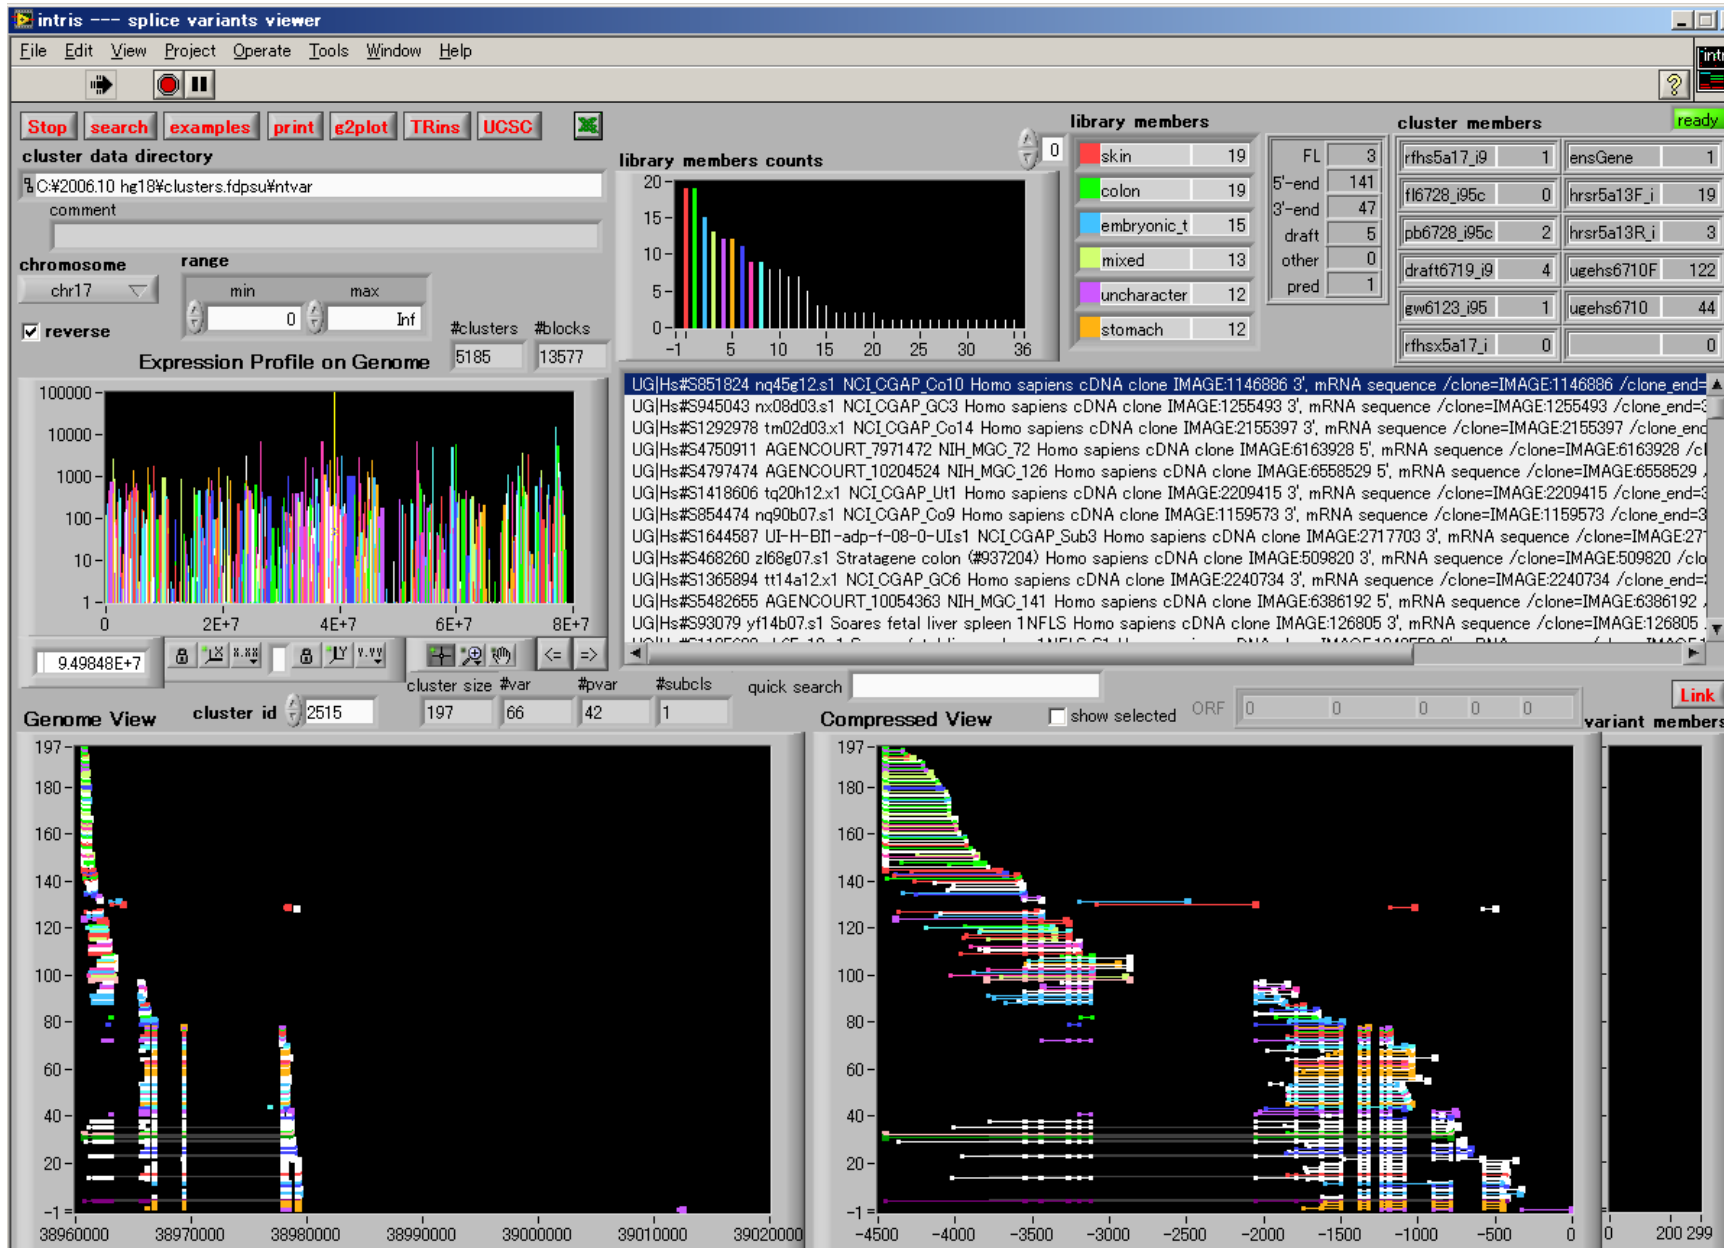 intris --- splice variants viewer
File Edit View Project Operate Tools Window Help
Stop search examples print g2plot TRins UCSC
cluster data directory
C:¥2006.10 hg18¥clusters.fdpsu¥ntvar
comment
chromosome range
chr17 min max
0 Inf
reverse
#clusters #blocks
5185 13577
Expression Profile on Genome
100000
10000
1000
100
10
1
0 2E+7 4E+7 6E+7 8E+7
9.49848E+7
<= =>
library members counts
0
20
15
10
5
0
-1 5 10 15 20 25 30 36
library members
skin 19
colon 19
embryonic_t 15
mixed 13
uncharacter 12
stomach 12
FL 3
5'-end 141
3'-end 47
draft 5
other 0
pred 1
cluster members
ready
rfhs5a17_i9 1 ensGene 1
fl6728_i95c 0 hrsr5a13F_i 19
pb6728_i95c 2 hrsr5a13R_i 3
draft6719_i9 4 ugehs6710F 122
gw6123_i95 1 ugehs6710 44
rfhsx5a17_i 0 0
UG|Hs#S851824 nq45g12.s1 NCI_CGAP_Co10 Homo sapiens cDNA clone IMAGE:1146886 3', mRNA sequence /clone=IMAGE:1146886 /clone_end=
UG|Hs#S945043 nx08d03.s1 NCI_CGAP_GC3 Homo sapiens cDNA clone IMAGE:1255493 3', mRNA sequence /clone=IMAGE:1255493 /clone_end=3
UG|Hs#S1292978 tm02d03.x1 NCI_CGAP_Co14 Homo sapiens cDNA clone IMAGE:2155397 3', mRNA sequence /clone=IMAGE:2155397 /clone_end
UG|Hs#S4750911 AGENCOURT_7971472 NIH_MGC_72 Homo sapiens cDNA clone IMAGE:6163928 5', mRNA sequence /clone=IMAGE:6163928 /cl
UG|Hs#S4797474 AGENCOURT_10204524 NIH_MGC_126 Homo sapiens cDNA clone IMAGE:6558529 5', mRNA sequence /clone=IMAGE:6558529
UG|Hs#S1418606 tq20h12.x1 NCI_CGAP_Ut1 Homo sapiens cDNA clone IMAGE:2209415 3', mRNA sequence /clone=IMAGE:2209415 /clone_end=3
UG|Hs#S854474 nq90b07.s1 NCI_CGAP_Co9 Homo sapiens cDNA clone IMAGE:1159573 3', mRNA sequence /clone=IMAGE:1159573 /clone_end=3
UG|Hs#S1644587 UI-H-BI1-adp-f-08-0-UI.s1 NCI_CGAP_Sub3 Homo sapiens cDNA clone IMAGE:2717703 3', mRNA sequence /clone=IMAGE:27
UG|Hs#S468260 zl68g07.s1 Stratagene colon (#937204) Homo sapiens cDNA clone IMAGE:509820 3', mRNA sequence /clone=IMAGE:509820 /clo
UG|Hs#S1365894 tt14a12.x1 NCI_CGAP_GC6 Homo sapiens cDNA clone IMAGE:2240734 3', mRNA sequence /clone=IMAGE:2240734 /clone_end=
UG|Hs#S5482655 AGENCOURT_10054363 NIH_MGC_141 Homo sapiens cDNA clone IMAGE:6386192 5', mRNA sequence /clone=IMAGE:6386192
UG|Hs#S93079 yf14b07.s1 Soares fetal liver spleen 1NFLS Homo sapiens cDNA clone IMAGE:126805 3', mRNA sequence /clone=IMAGE:126805
cluster size #var #pvar #subcls
197 66 42 1
quick search
Link
Genome View cluster id 2515
Compressed View show selected ORF 0 0 0 0 0
variant members
197
180
160
140
120
100
80
60
40
20
-1
38960000 38970000 38980000 38990000 39000000 39010000 39020000
197
180
160
140
120
100
80
60
40
20
-1
-4500 -4000 -3500 -3000 -2500 -2000 -1500 -1000 -500 0
0 200 299